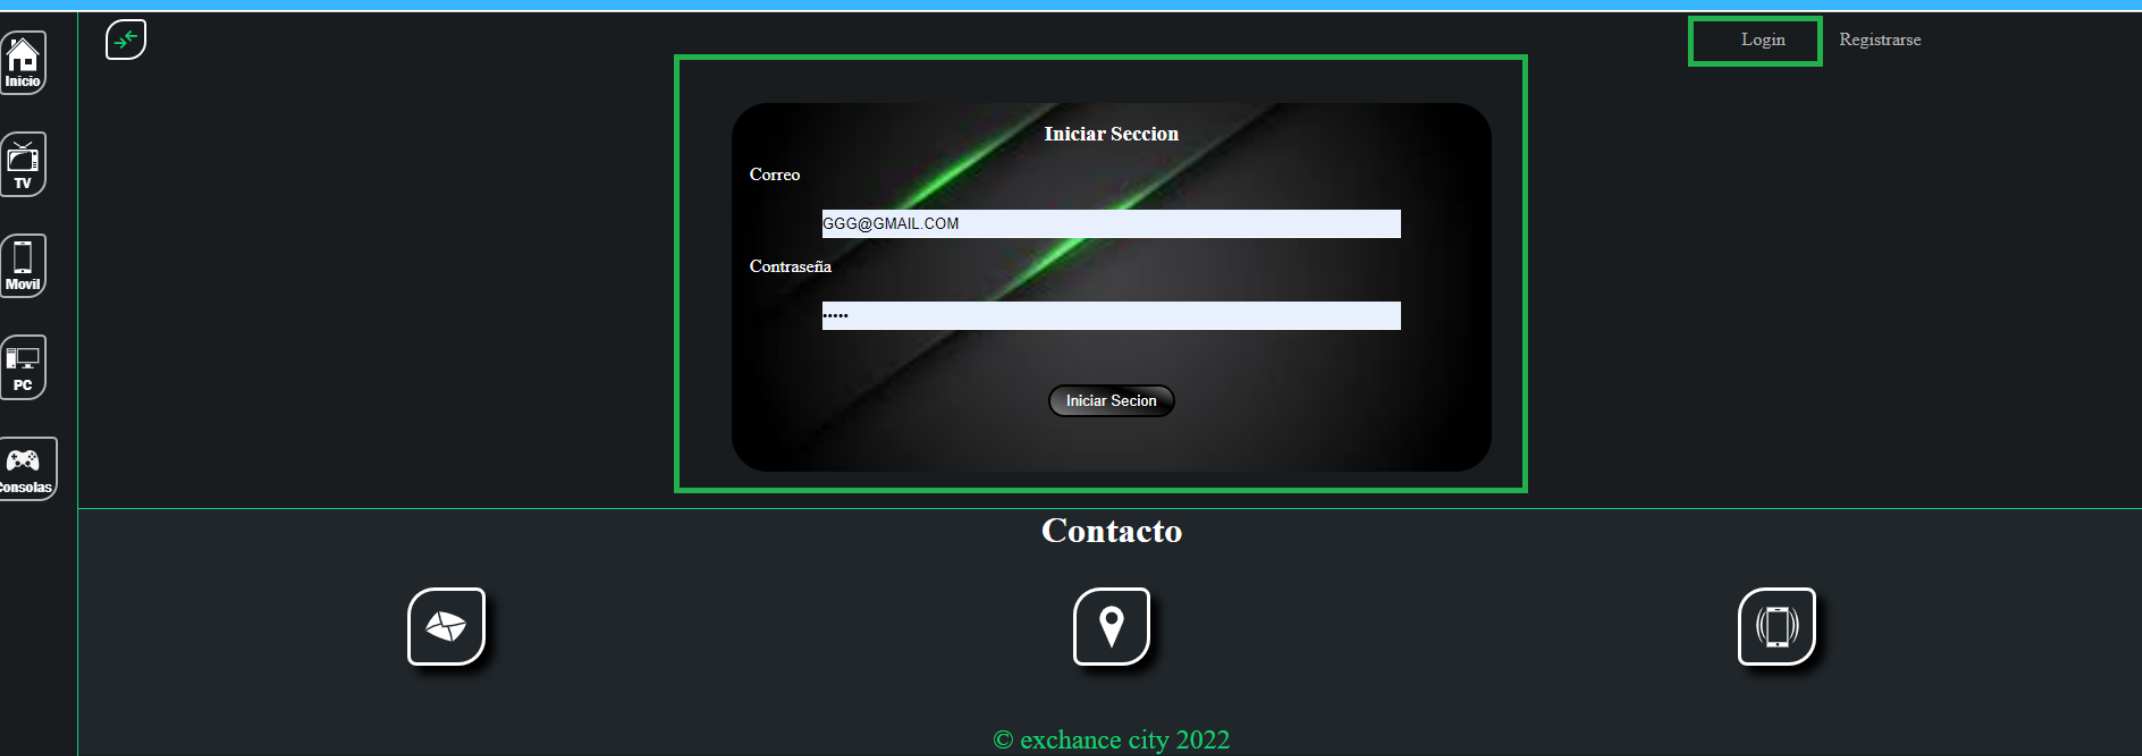 Login
Registrarse
Inicio
TV
Movil
PC
Consolas
Iniciar Seccion
Correo
GGG@GMAIL.COM
Contraseña
•••••
Iniciar Secion
Contacto
© exchance city 2022